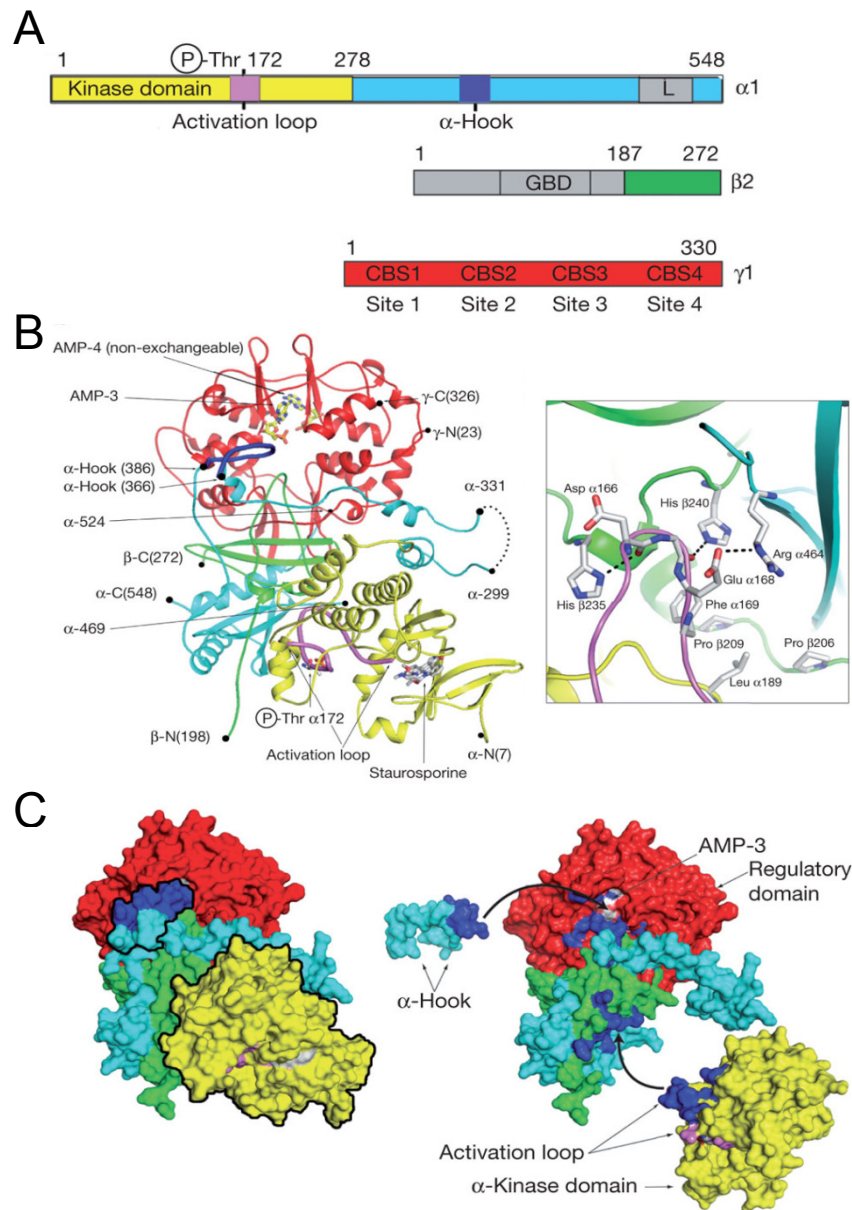 A
1 Ⓟ-Thr 172 278 548
Kinase domain L α1
Activation loop α-Hook
1 187 272
GBD β2
1 330
CBS1 CBS2 CBS3 CBS4 γ1
Site 1 Site 2 Site 3 Site 4
B
AMP-4 (non-exchangeable)
AMP-3
γ-C(326)
γ-N(23)
α-Hook (386)
α-Hook (366)
α-524
α-331
β-C(272)
α-C(548)
α-299
α-469
Ⓟ-Thr α172
β-N(198)
Activation loop
α-N(7)
Staurosporine
Asp α166
His β240
Arg α464
His β235
Glu α168
Phe α169
Pro β209
Pro β206
Leu α189
C
AMP-3
Regulatory
domain
α-Hook
Activation loop
α-Kinase domain